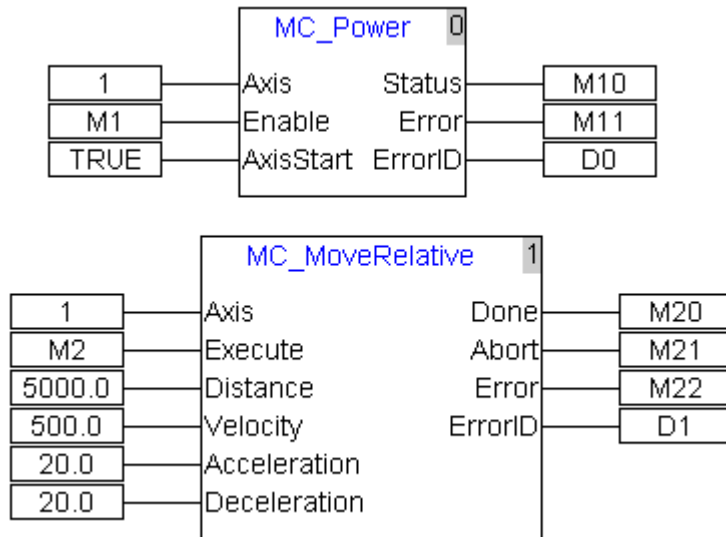 MC_Power 0
1 Axis Status M10
M1 Enable Error M11
TRUE AxisStart ErrorID D0
MC_MoveRelative 1
1 Axis Done M20
M2 Execute Abort M21
5000.0 Distance Error M22
500.0 Velocity ErrorID D1
20.0 Acceleration
20.0 Deceleration